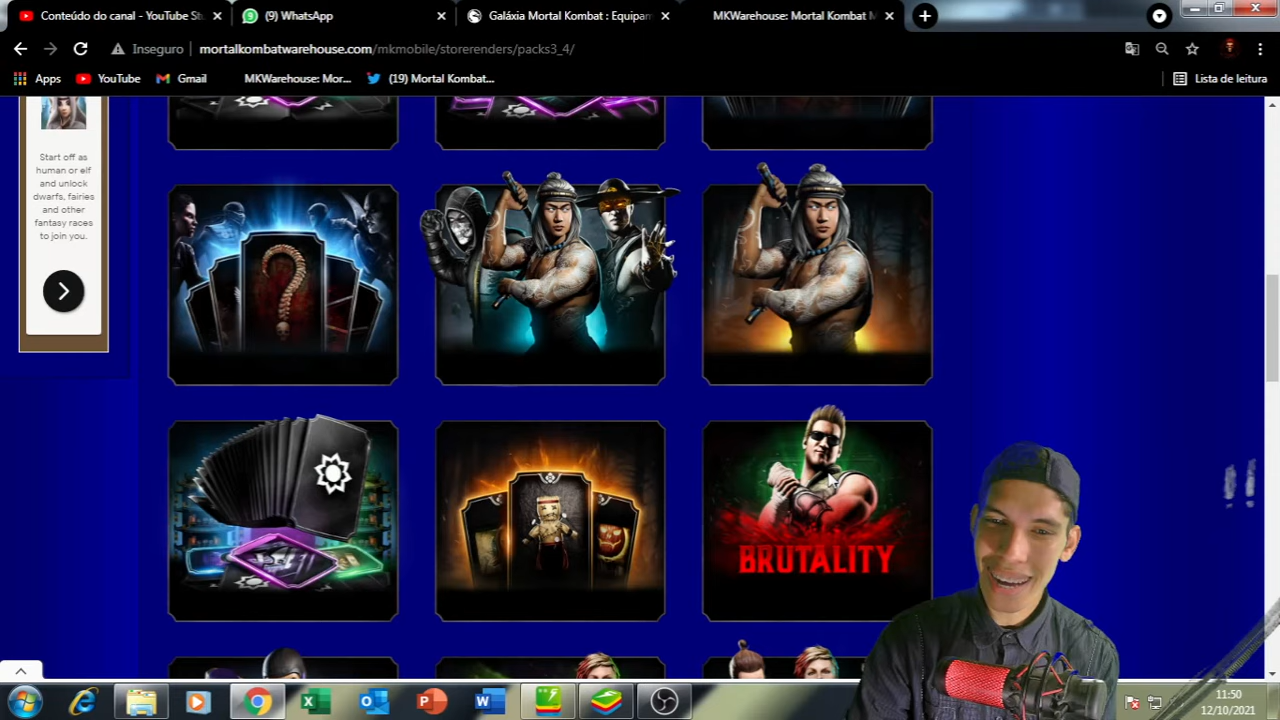 Conteúdo do canal - YouTube St
(9) WhatsApp
Galáxia Mortal Kombat : Equipam
MKWarehouse: Mortal Kombat M
Inseguro
mortalkombatwarehouse.com/mkmobile/storerenders/packs3_4/
Apps
YouTube
Gmail
MKWarehouse: Mor...
(19) Mortal Kombat...
Lista de leitura
Start off as
human or elf
and unlock
dwarfs, fairies
and other
fantasy races
to join you.
BRUTALITY
11:50
12/10/2021